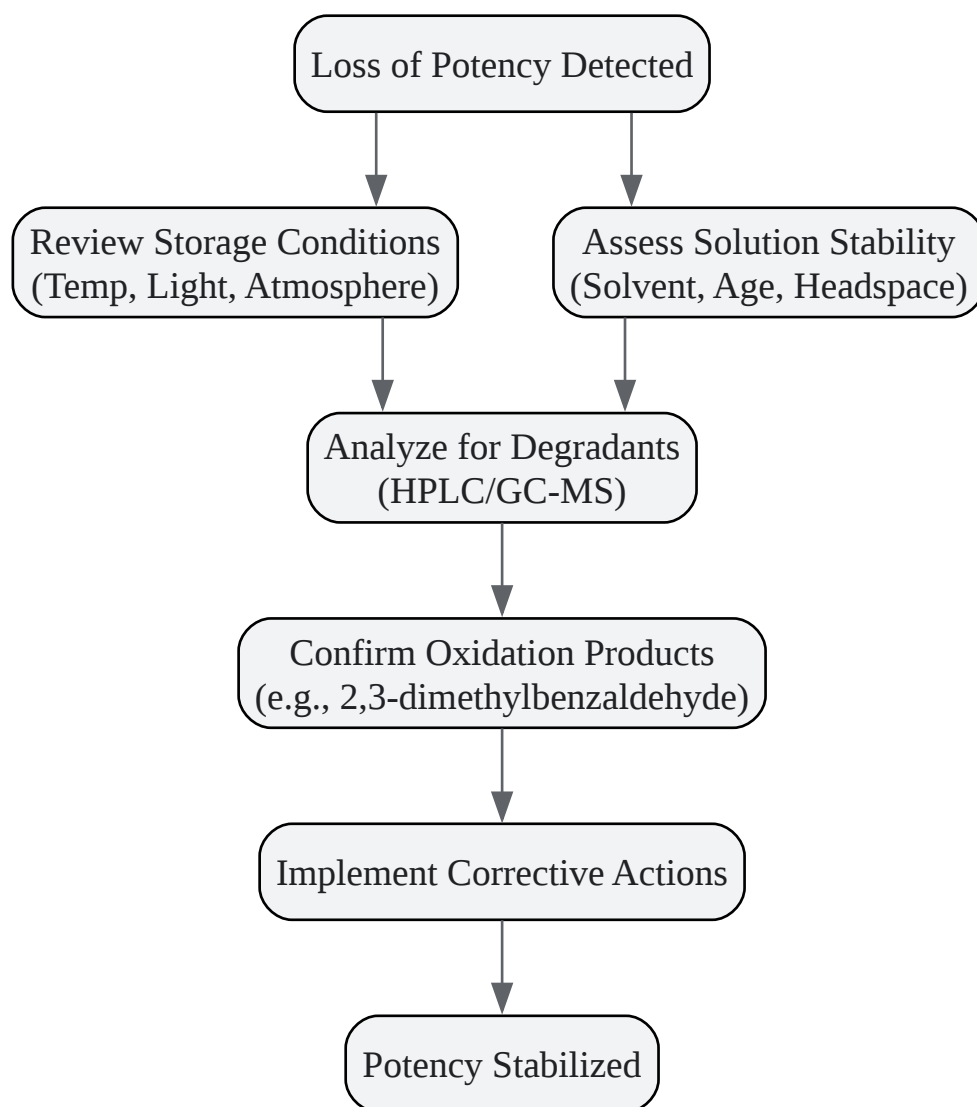 Loss of Potency Detected
Review Storage Conditions
(Temp, Light, Atmosphere)
Assess Solution Stability
(Solvent, Age, Headspace)
Analyze for Degradants
(HPLC/GC-MS)
Confirm Oxidation Products
(e.g., 2,3-dimethylbenzaldehyde)
Implement Corrective Actions
Potency Stabilized